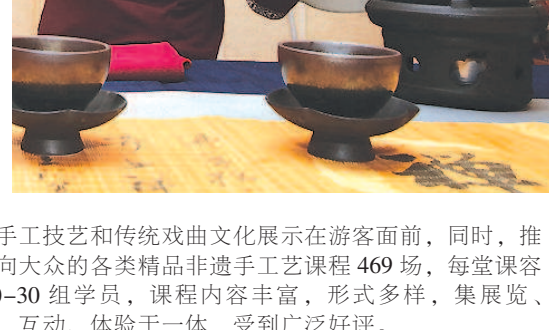 手工技艺和传统戏曲文化展示在游客面前，同时，推
向大众的各类精品非遗手工艺课程 469 场，每堂课容
0-30 组学员，课程内容丰富，形式多样，集展览、
互动、体验于一体，受到广泛好评。